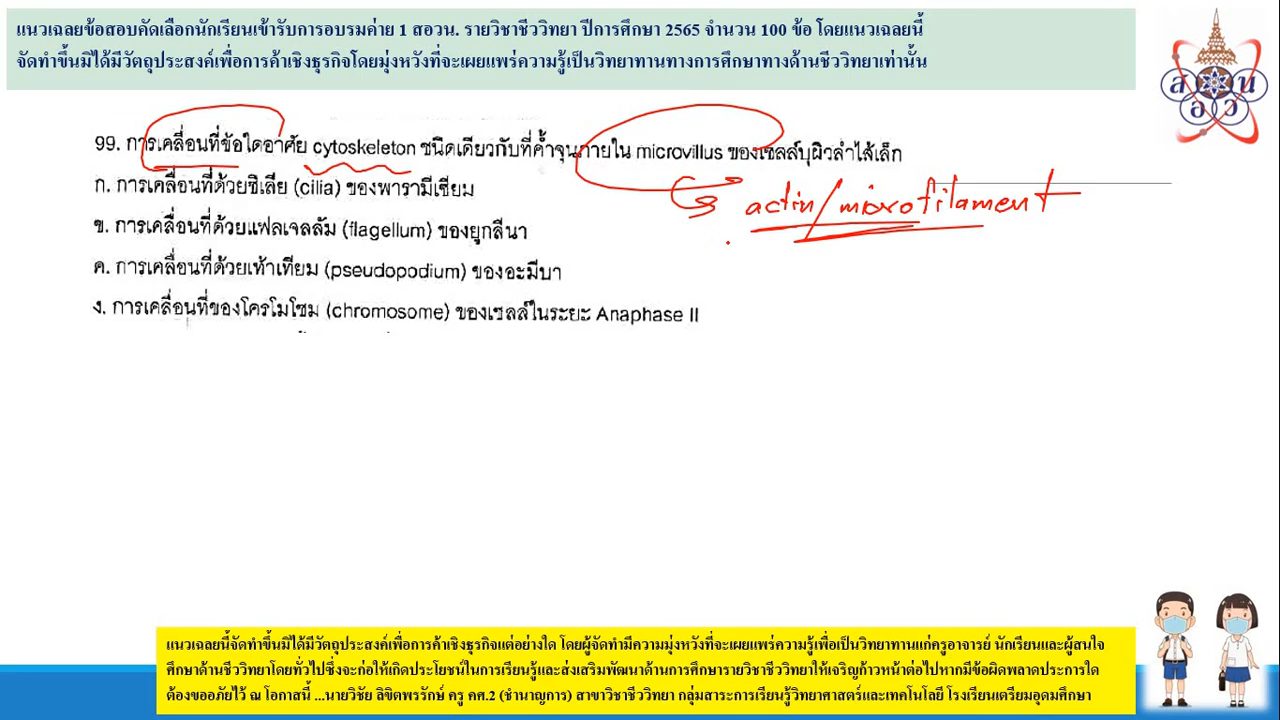 แนวเฉลยข้อสอบคัดเลือกนักเรียนเข้ารับการอบรมค่าย 1 สอวน. รายวิชาชีววิทยา ปีการศึกษา 2565 จำนวน 100 ข้อ โดยแนวเฉลยนี้
จัดทำขึ้นมิได้มีวัตถุประสงค์เพื่อการค้าเชิงธุรกิจโดยมุ่งหวังที่จะเผยแพร่ความรู้เป็นวิทยาทานทางการศึกษาทางด้านชีววิทยาเท่านั้น
ส อ ว น
99. การเคลื่อนที่ข้อใดอาศัย cytoskeleton ชนิดเดียวกับที่ค้ำจุนภายใน microvillus ของเซลล์บุผิวลำไส้เล็ก
actin/microfilament
ก. การเคลื่อนที่ด้วยซิเลีย (cilia) ของพารามีเซียม
ข. การเคลื่อนที่ด้วยแฟลเจลลัม (flagellum) ของยูกลีนา
ค. การเคลื่อนที่ด้วยเท้าเทียม (pseudopodium) ของอะมีบา
ง. การเคลื่อนที่ของโครโมโซม (chromosome) ของเซลล์ในระยะ Anaphase II
แนวเฉลยนี้จัดทำขึ้นมิได้มีวัตถุประสงค์เพื่อการค้าเชิงธุรกิจแต่อย่างใด โดยผู้จัดทำมีความมุ่งหวังที่จะเผยแพร่ความรู้เพื่อเป็นวิทยาทานแก่ครูอาจารย์ นักเรียนและผู้สนใจ
ศึกษาด้านชีววิทยาโดยทั่วไปซึ่งจะก่อให้เกิดประโยชน์ในการเรียนรู้และส่งเสริมพัฒนาด้านการศึกษารายวิชาชีววิทยาให้เจริญก้าวหน้าต่อไปหากมีข้อผิดพลาดประการใด
ต้องขออภัยไว้ ณ โอกาสนี้ ...นายวิชัย ลิขิตพรรักษ์ ครู คศ.2 (ชำนาญการ) สาขาวิชาชีววิทยา กลุ่มสาระการเรียนรู้วิทยาศาสตร์และเทคโนโลยี โรงเรียนเตรียมอุดมศึกษา